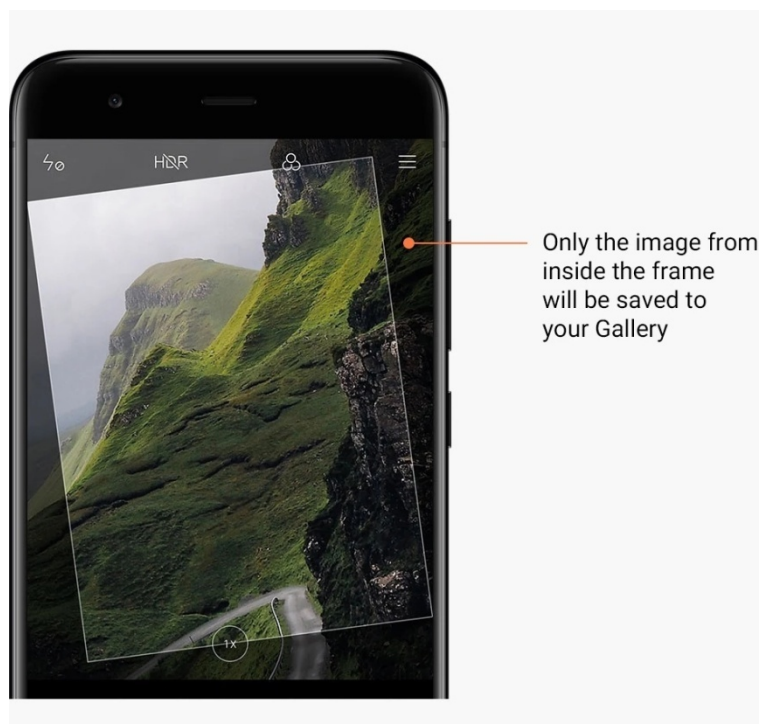 HDR
Only the image from
inside the frame
will be saved to
your Gallery
1X